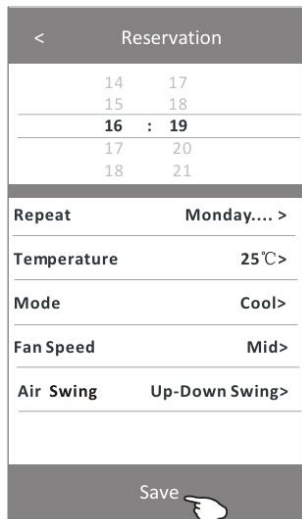 < Reservation
14 17
15 18
16 : 19
17 20
18 21
Repeat Monday.... >
Temperature 25℃>
Mode Cool>
Fan Speed Mid>
Air Swing Up-Down Swing>
Save